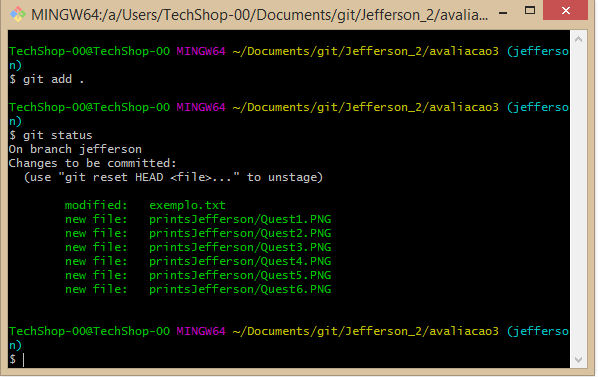 MINGW64:/a/Users/TechShop-00/Documents/git/Jefferson_2/avalia...
TechShop-00@TechShop-00 MINGW64 ~/Documents/git/Jefferson_2/avaliacao3 (jefferso
n)
$ git add .
TechShop-00@TechShop-00 MINGW64 ~/Documents/git/Jefferson_2/avaliacao3 (jefferso
n)
$ git status
On branch jefferson
Changes to be committed:
  (use "git reset HEAD <file>..." to unstage)
        modified:   exemplo.txt
        new file:   printsJefferson/Quest1.PNG
        new file:   printsJefferson/Quest2.PNG
        new file:   printsJefferson/Quest3.PNG
        new file:   printsJefferson/Quest4.PNG
        new file:   printsJefferson/Quest5.PNG
        new file:   printsJefferson/Quest6.PNG
TechShop-00@TechShop-00 MINGW64 ~/Documents/git/Jefferson_2/avaliacao3 (jefferso
n)
$